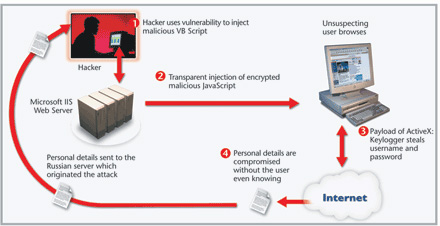 1 Hacker uses vulnerability to inject
malicious VB Script
Unsuspecting
user browses
Hacker
2 Transparent injection of encrypted
malicious JavaScript
Microsoft IIS
Web Server
3 Payload of ActiveX:
Keylogger steals
username and
password
Personal details sent to the
Russian server which
originated the attack
4 Personal details are
compromised
without the user
even knowing
Internet